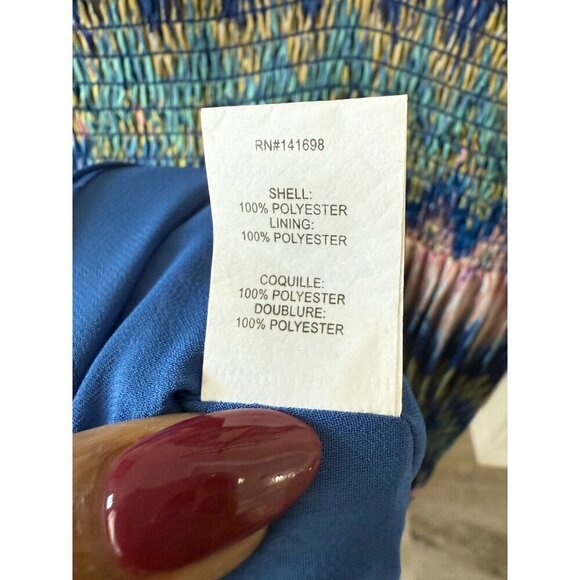 RN#141698
SHELL:
100% POLYESTER
LINING:
100% POLYESTER
COQUILLE:
100% POLYESTER
DOUBLURE:
100% POLYESTER